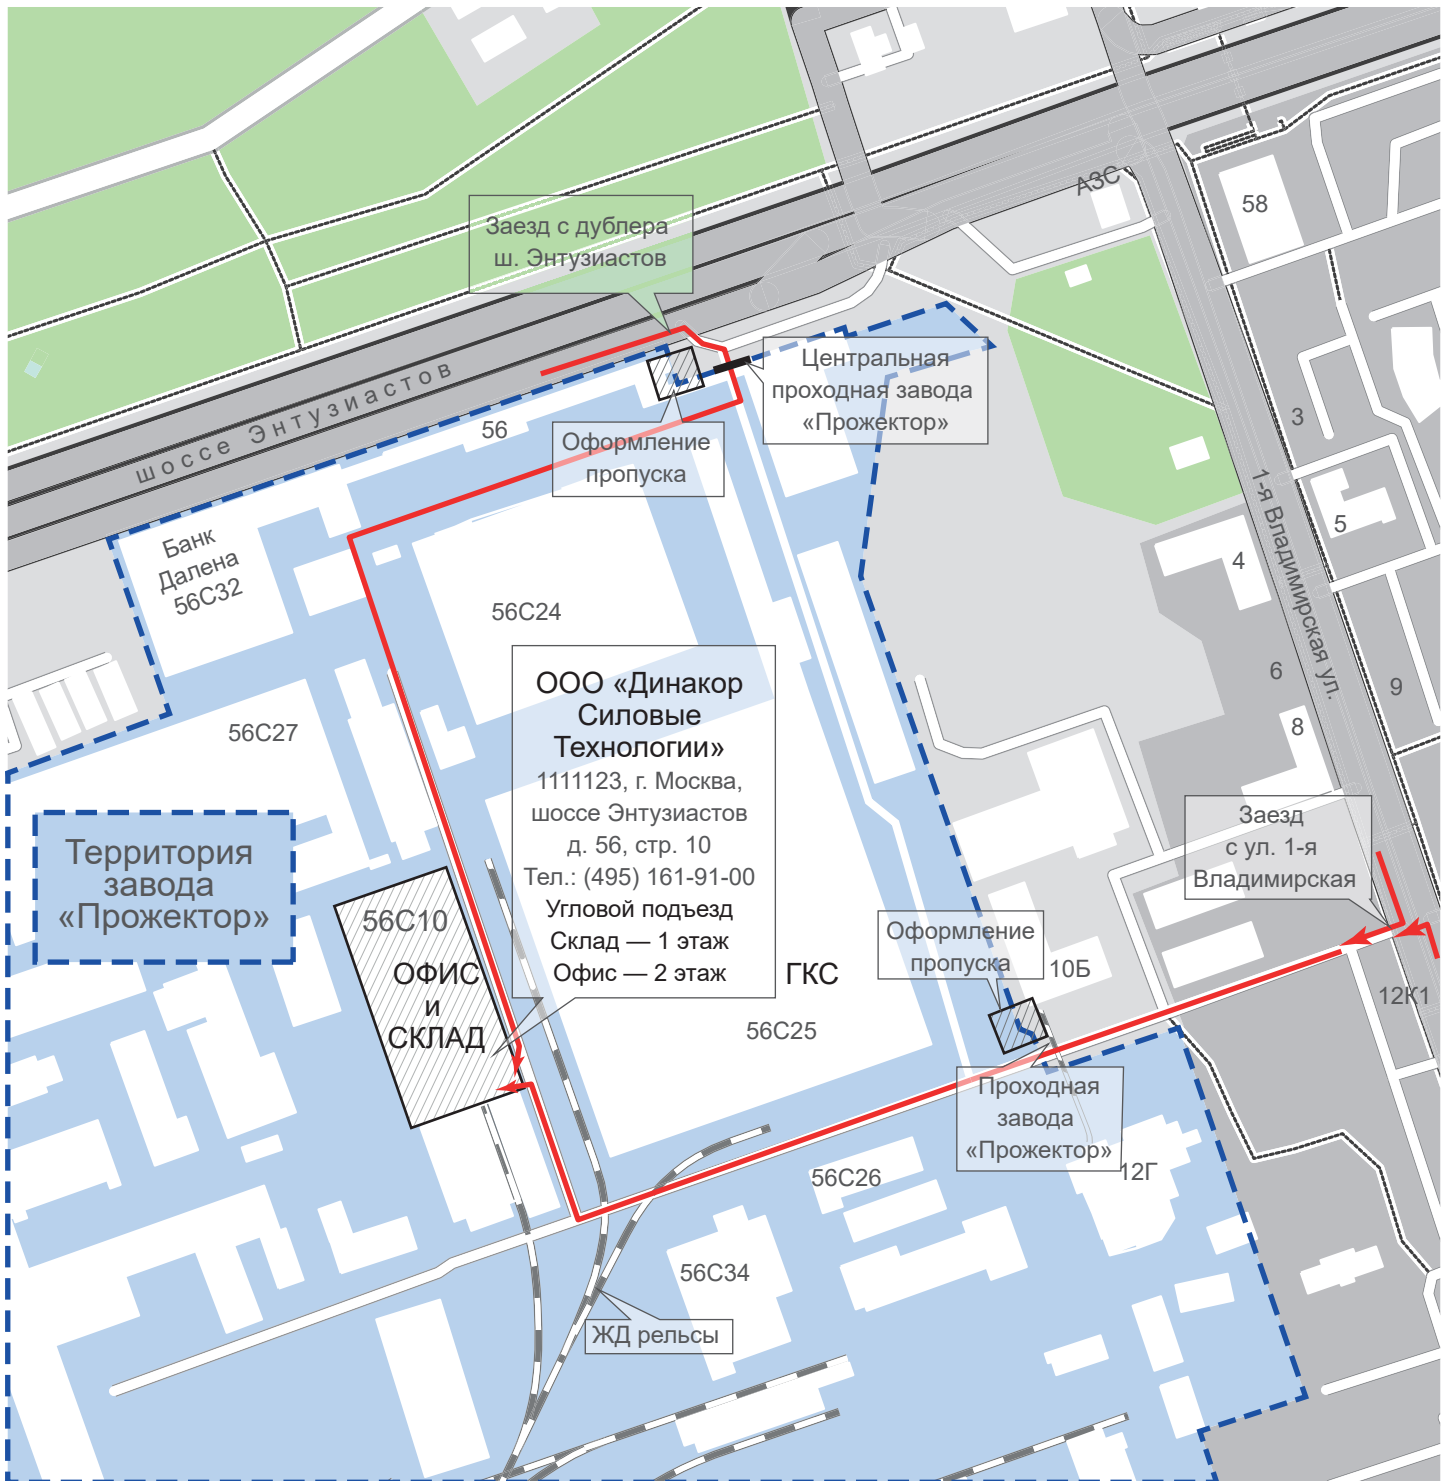 АЗС
58
Заезд с дублера
ш. Энтузиастов
Центральная
проходная завода
«Прожектор»
шоссе Энтузиастов
56
Оформление
пропуска
3
1-я Владимирская ул.
5
4
Банк
Далена
56С32
56С24
6
9
8
56С27
ООО «Динакор
Силовые
Технологии»
1111123, г. Москва,
шоссе Энтузиастов
д. 56, стр. 10
Тел.: (495) 161-91-00
Угловой подъезд
Склад — 1 этаж
Офис — 2 этаж
Территория
завода
«Прожектор»
Заезд
с ул. 1-я
Владимирская
56С10
ОФИС
и
СКЛАД
ГКС
Оформление
пропуска
10Б
12К1
56С25
Проходная
завода
«Прожектор»
12Г
56С26
56С34
ЖД рельсы